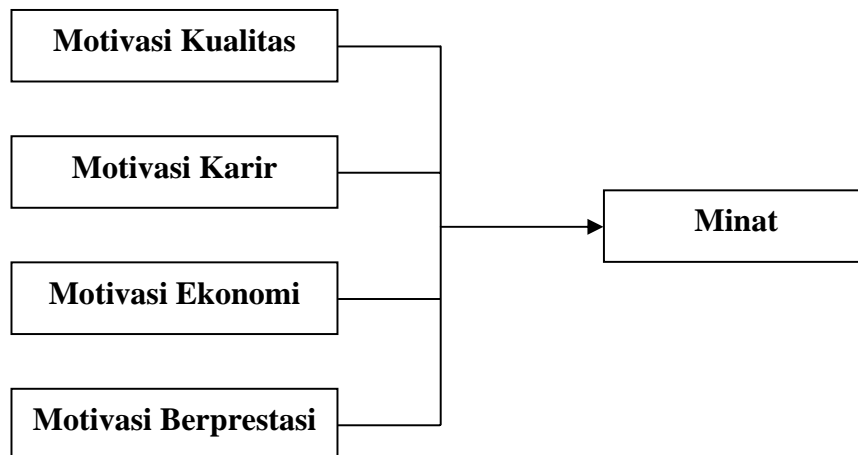 Motivasi Kualitas
Motivasi Karir
Minat
Motivasi Ekonomi
Motivasi Berprestasi